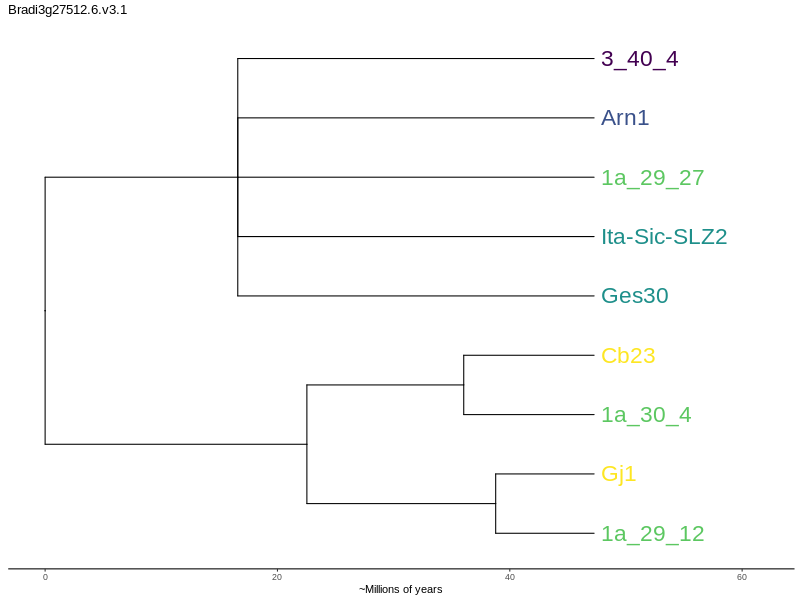 Bradi3g27512.6.v3.1
3_40_4
Arn1
1a_29_27
Ita-Sic-SLZ2
Ges30
Cb23
1a_30_4
Gj1
1a_29_12
0 20 40 60
~Millions of years